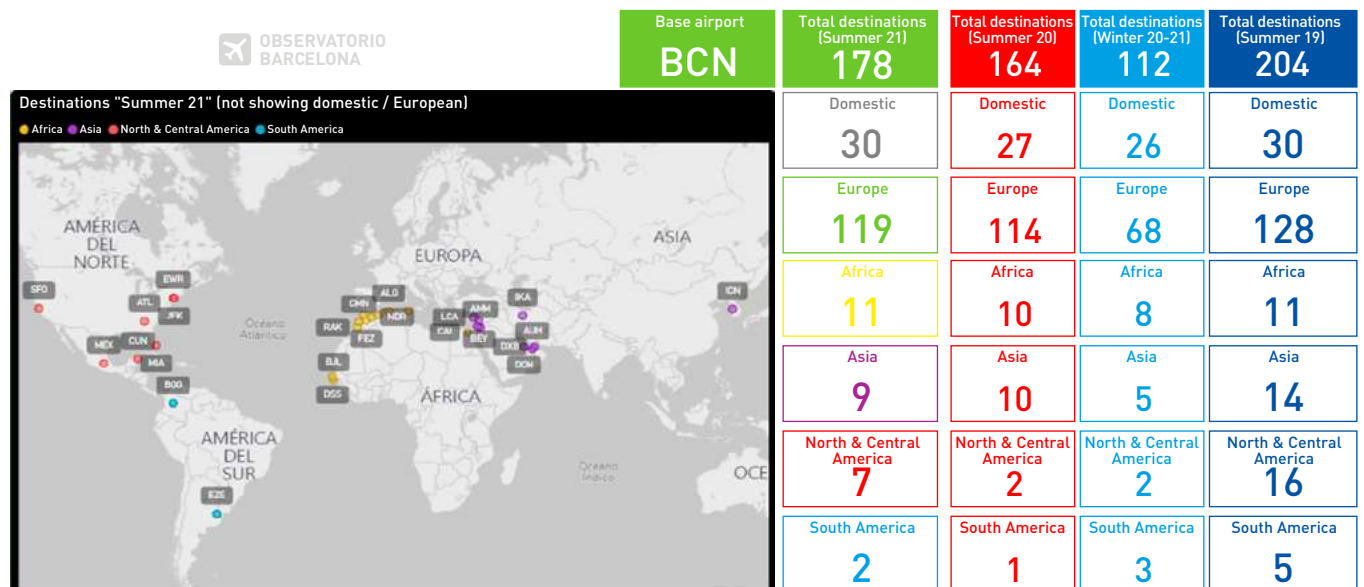 OBSERVATORIO
BARCELONA
Base airport
BCN
Total destinations
(Summer 21)
178
Total destinations
(Summer 20)
164
Total destinations
(Winter 20-21)
112
Total destinations
(Summer 19)
204
Destinations "Summer 21" (not showing domestic / European)
Africa Asia North & Central America South America
AMÉRICA
DEL
NORTE
EUROPA
ASIA
SFO
EWR
ATL
JFK
MEX
CUN
MIA
BOG
Océano
Atlántico
ALG
CMN
NDR
RAK
FEZ
BJL
DSS
LCA
AMM
CAI
BEY
IKA
AUH
DXB
DOH
ICN
ÁFRICA
AMÉRICA
DEL
SUR
EZE
Océano
Índico
OCE
Domestic
30
Domestic
27
Domestic
26
Domestic
30
Europe
119
Europe
114
Europe
68
Europe
128
Africa
11
Africa
10
Africa
8
Africa
11
Asia
9
Asia
10
Asia
5
Asia
14
North & Central
America
7
North & Central
America
2
North & Central
America
2
North & Central
America
16
South America
2
South America
1
South America
3
South America
5